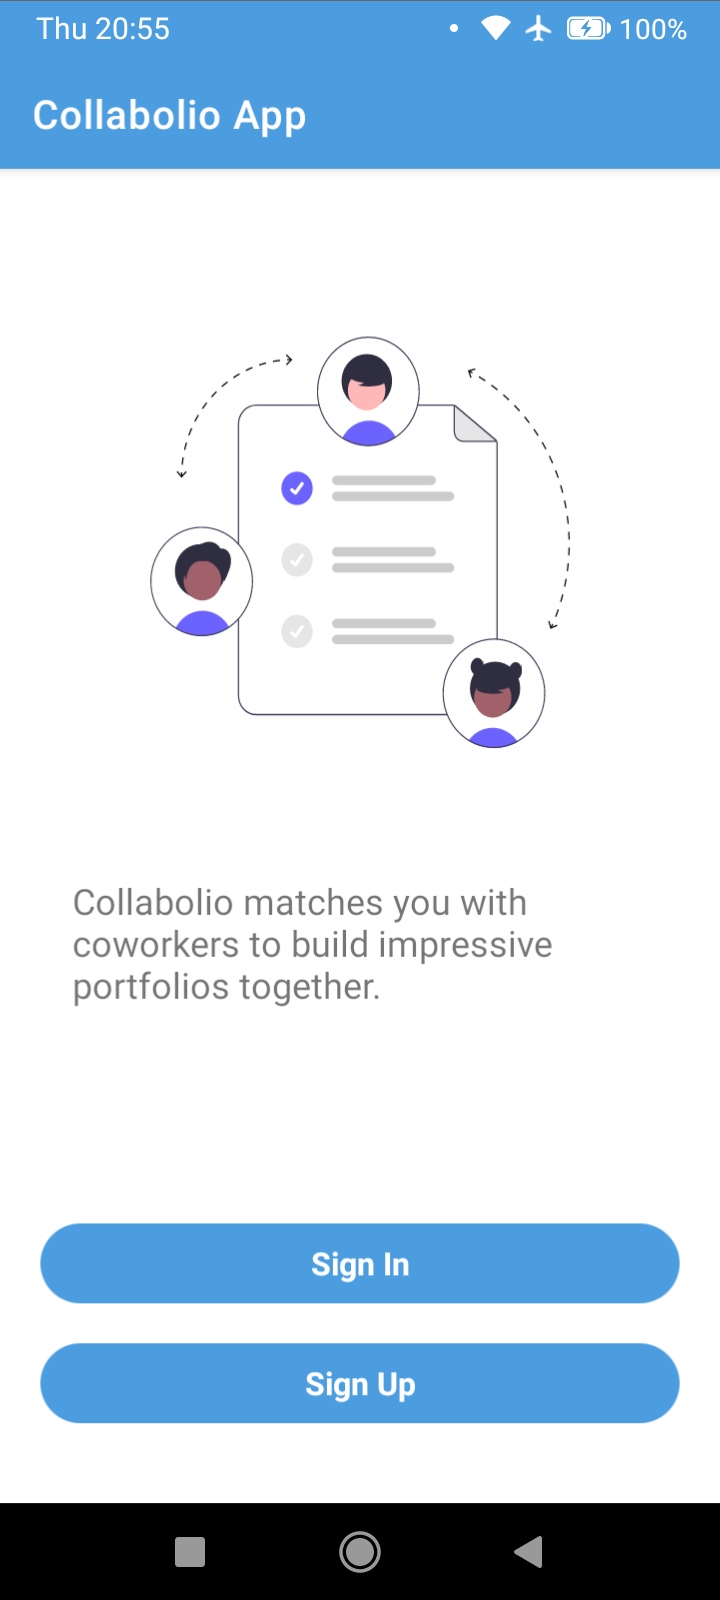 Thu 20:55
100%
Collabolio App
Collabolio matches you with
coworkers to build impressive
portfolios together.
Sign In
Sign Up